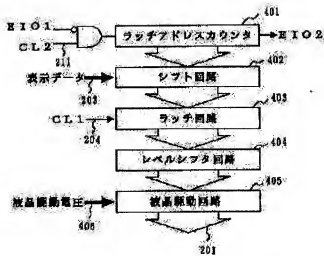 401
EIO1
ラッチアドレスカウンタ
EIO2
CL2
211
402
表示データ
シフト回路
203
403
CL1
ラッチ回路
204
404
レベルシフタ回路
405
液晶駆動電圧
液晶駆動回路
406
201